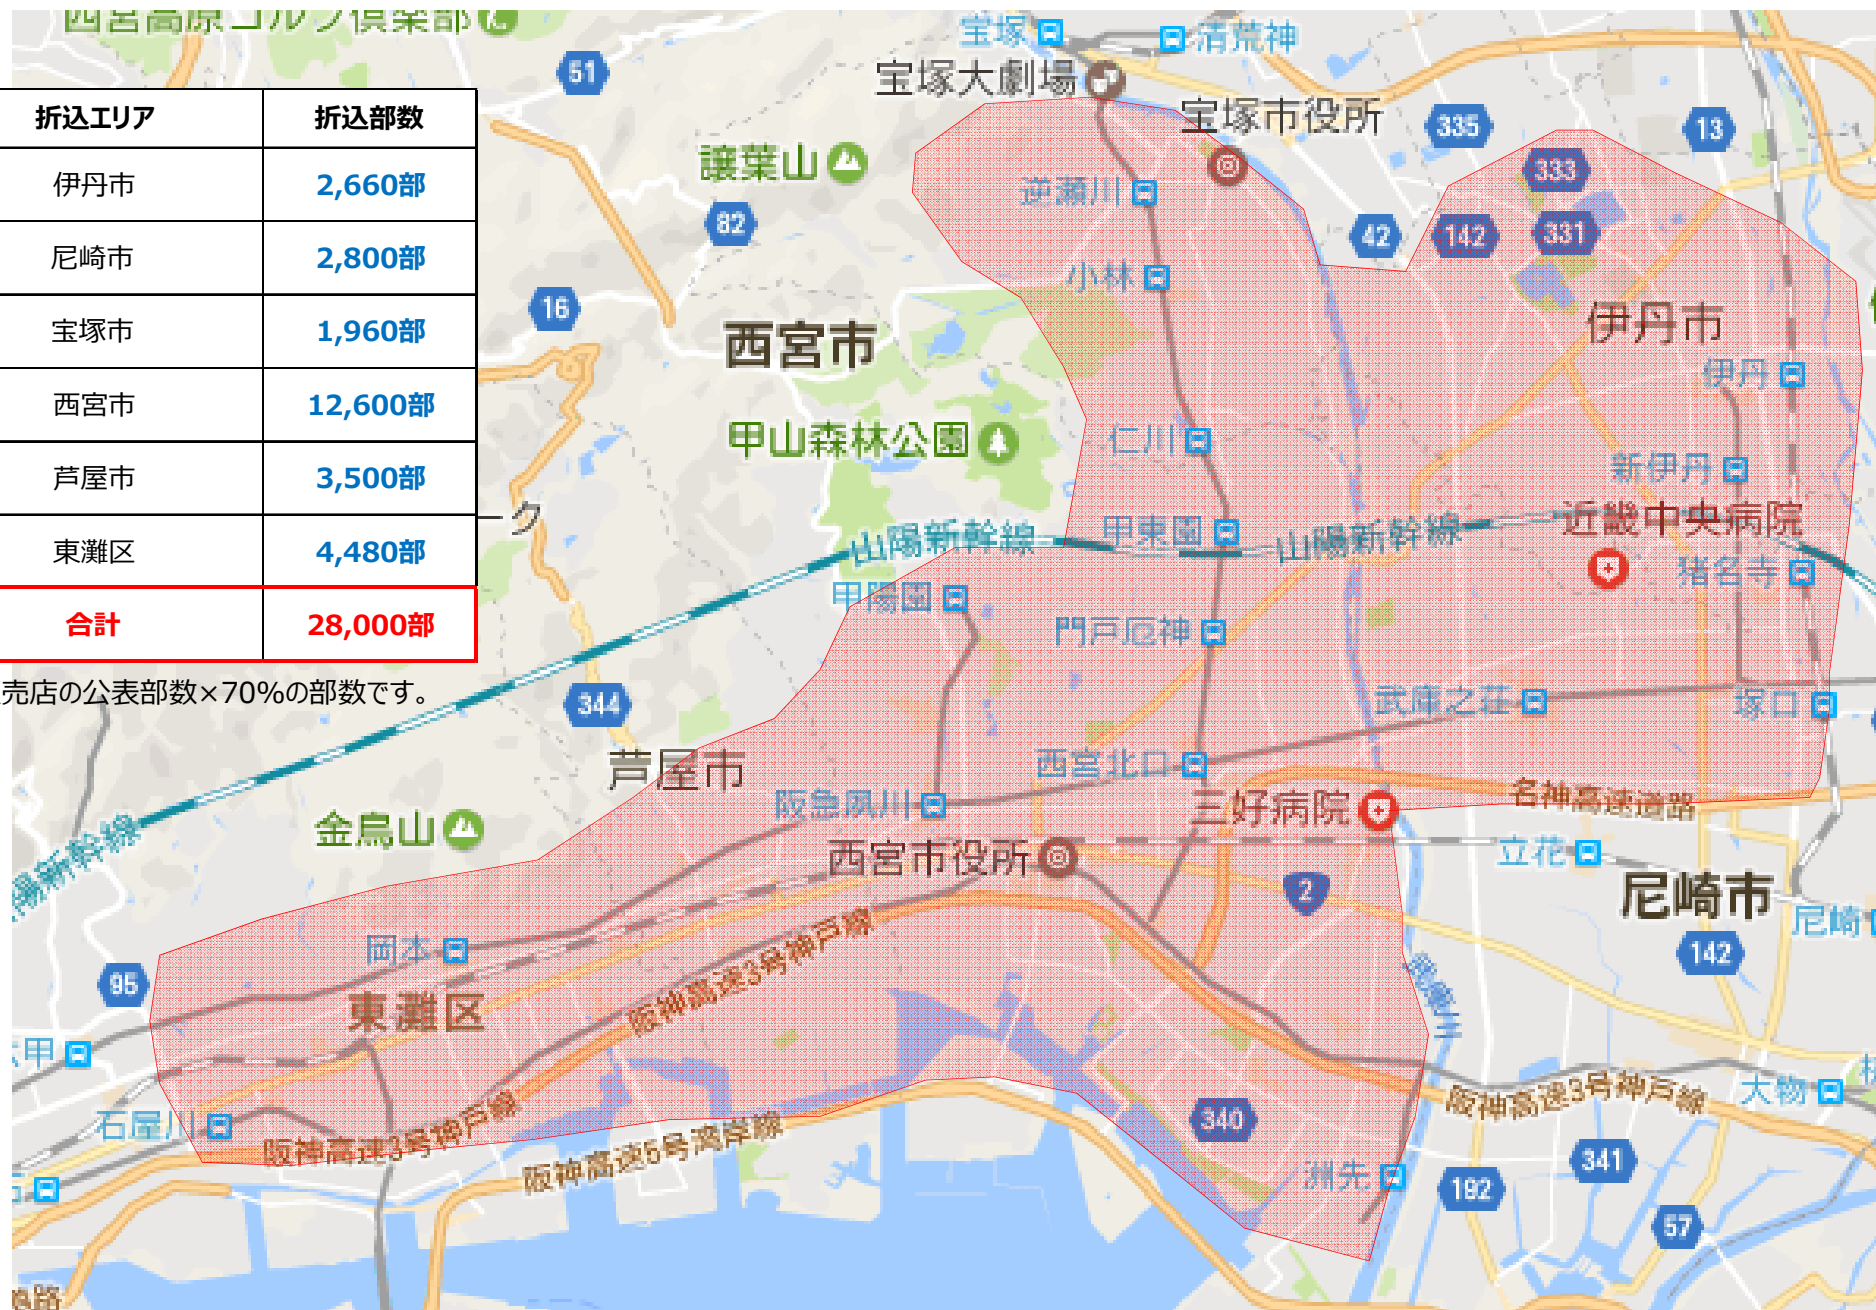 西宮高原ゴルフ倶楽部
宝塚
清荒神
51
宝塚大劇場
宝塚市役所
335
13
折込エリア 折込部数
伊丹市 2,660部
尼崎市 2,800部
宝塚市 1,960部
西宮市 12,600部
芦屋市 3,500部
東灘区 4,480部
合計 28,000部
売店の公表部数×70%の部数です。
譲葉山
333
逆瀬川
82
42
142
331
小林
16
西宮市
伊丹市
伊丹
甲山森林公園
仁川
新伊丹
ーク
山陽新幹線
甲東園
山陽新幹線
近畿中央病院
猪名寺
甲陽園
門戸厄神
344
武庫之荘
塚口
芦屋市
西宮北口
阪急夙川
三好病院
名神高速道路
金鳥山
陽新幹線
西宮市役所
立花
2
尼崎市
尼崎
岡本
142
95
東灘区
阪神高速3号神戸線
武庫川
甲
石屋川
阪神高速3号神戸線
阪神高速5号湾岸線
340
阪神高速3号神戸線
大物
洲先
192
341
57
路